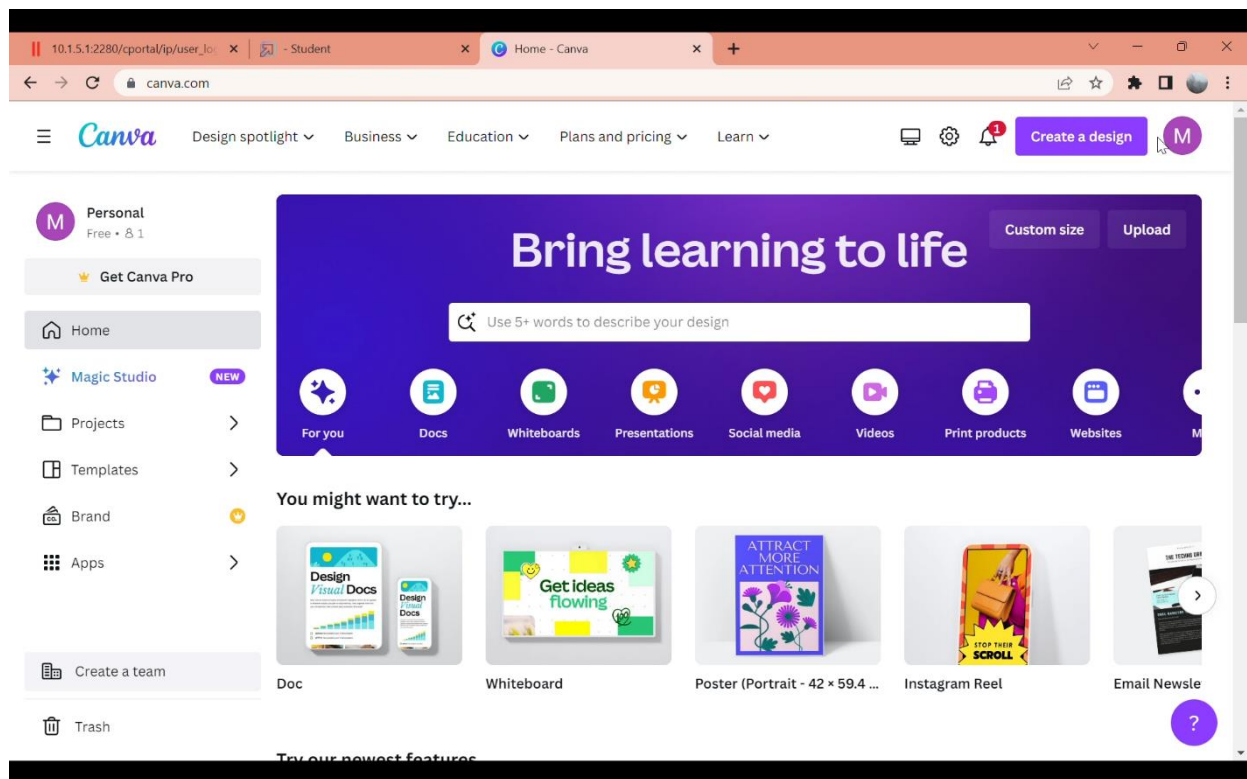 10.1.5.1:2280/cportal/ip/user_lo
- Student
Home - Canva
canva.com
Canva
Design spotlight
Business
Education
Plans and pricing
Learn
1
Create a design
M
M
Personal
Free • 1
Get Canva Pro
Home
Magic Studio
NEW
Projects
Templates
Brand
Apps
Create a team
Trash
Bring learning to life
Custom size
Upload
Use 5+ words to describe your design
For you
Docs
Whiteboards
Presentations
Social media
Videos
Print products
Websites
M
You might want to try...
Design
Visual Docs
Design
Visual
Docs
Get ideas
flowing
ATTRACT
MORE
ATTENTION
STOP THEIR
SCROLL
Doc
Whiteboard
Poster (Portrait - 42 × 59.4 ...
Instagram Reel
Email Newsle
?
Try our newest features